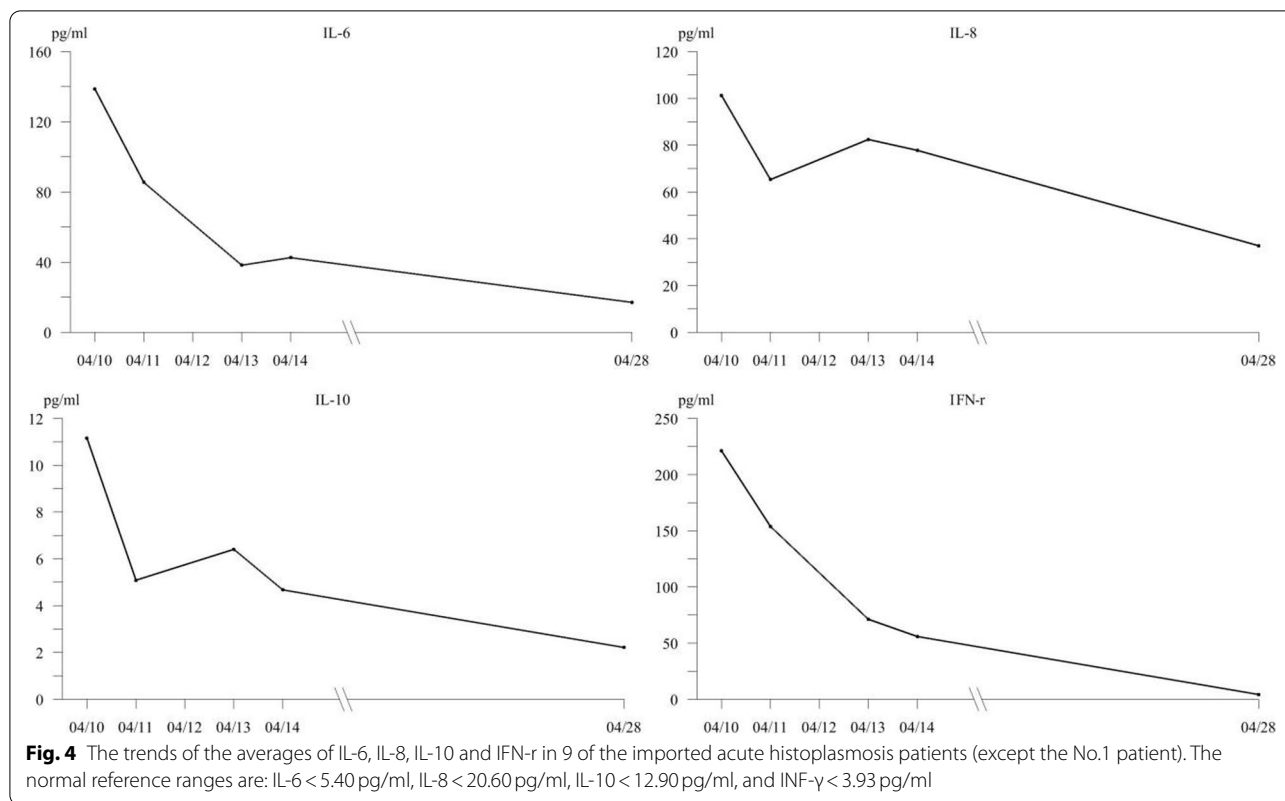 pg/ml IL-6
160
120
80
40
0
04/10 04/11 04/12 04/13 04/14 04/28
pg/ml IL-8
120
100
80
60
40
20
0
04/10 04/11 04/12 04/13 04/14 04/28
pg/ml IL-10
12
10
8
6
4
2
0
04/10 04/11 04/12 04/13 04/14 04/28
pg/ml IFN-r
250
200
150
100
50
0
04/10 04/11 04/12 04/13 04/14 04/28
Fig. 4 The trends of the averages of IL-6, IL-8, IL-10 and IFN-r in 9 of the imported acute histoplasmosis patients (except the No.1 patient). The
normal reference ranges are: IL-6 < 5.40 pg/ml, IL-8 < 20.60 pg/ml, IL-10 < 12.90 pg/ml, and INF-γ < 3.93 pg/ml